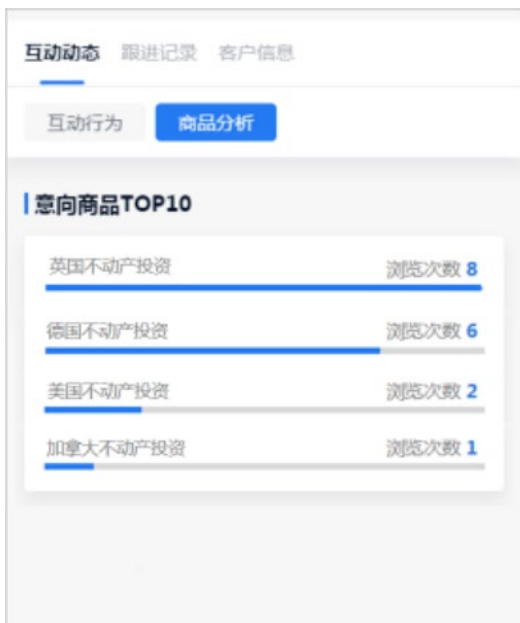 互动动态 跟进记录 客户信息
互动行为 商品分析
意向商品TOP10
英国不动产投资 浏览次数 8
德国不动产投资 浏览次数 6
美国不动产投资 浏览次数 2
加拿大不动产投资 浏览次数 1